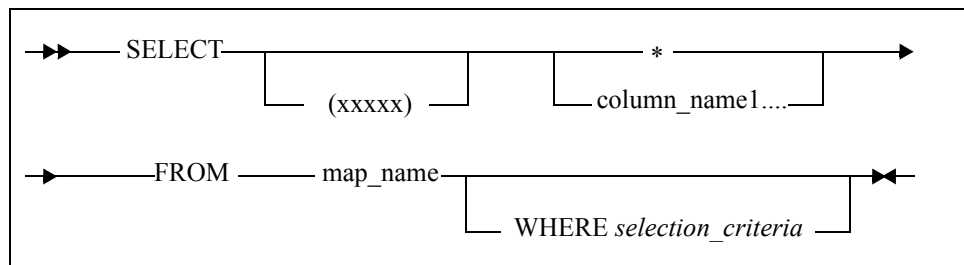 SELECT *
(xxxxx) column_name1....
FROM map_name
WHERE selection_criteria